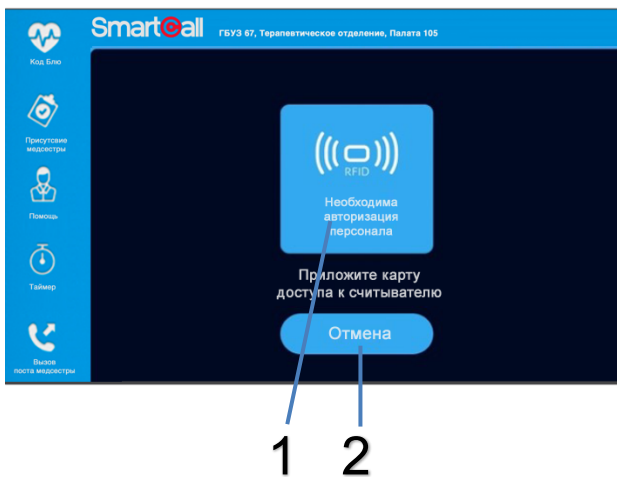 SmartCall
ГБУЗ 67, Терапевтическое отделение, Палата 105
Код Блю
Присутсвие
медсестры
Помощь
Таймер
Вызов
поста медсестры
RFID
Необходима
авторизация
персонала
Приложите карту
доступа к считывателю
Отмена
1 2